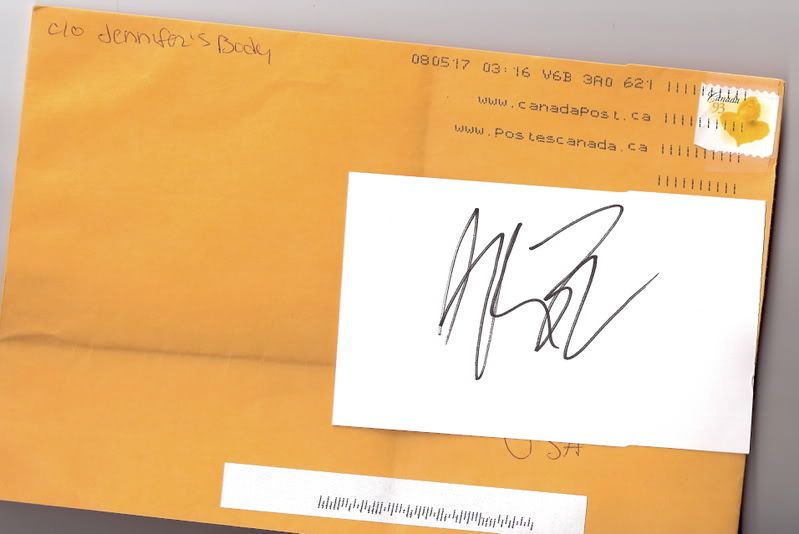 c/o Jennifer's Body
080517 03:16 V6B 3A0 621
Canada
93
www.canadapost.ca
www.postescanada.ca
USA